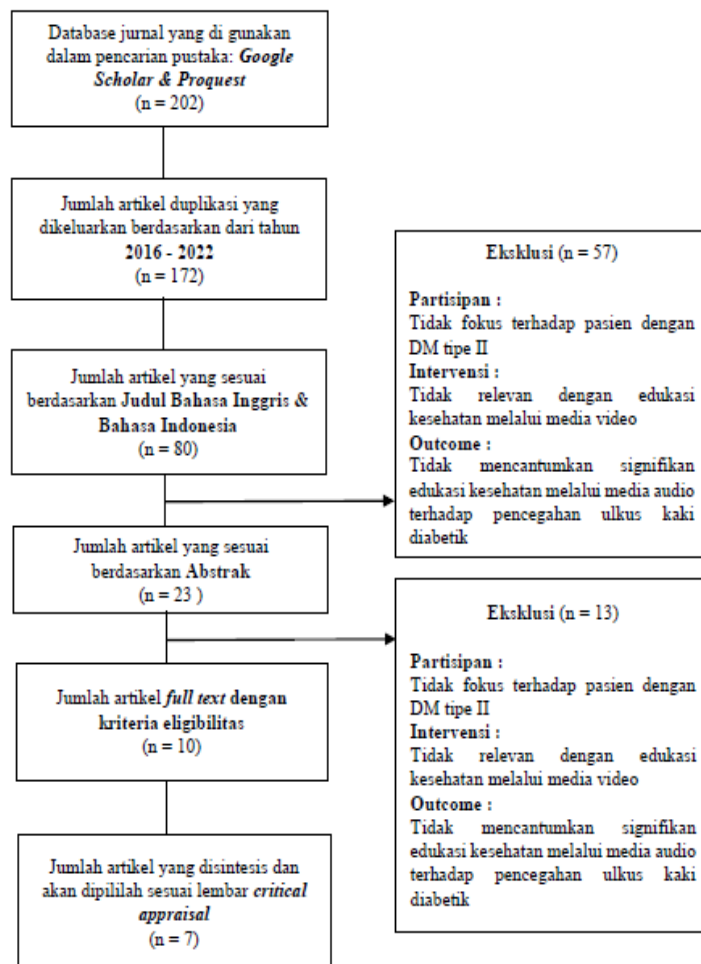 Database jurnal yang di gunakan
dalam pencarian pustaka: Google
Scholar & Proquest
(n = 202)
Jumlah artikel duplikasi yang
dikeluarkan berdasarkan dari tahun
2016 - 2022
(n = 172)
Jumlah artikel yang sesuai
berdasarkan Judul Bahasa Inggris &
Bahasa Indonesia
(n = 80)
Eksklusi (n = 57)
Partisipan :
Tidak fokus terhadap pasien dengan
DM tipe II
Intervensi :
Tidak relevan dengan edukasi
kesehatan melalui media video
Outcome :
Tidak mencantumkan signifikan
edukasi kesehatan melalui media audio
terhadap pencegahan ulkus kaki
diabetik
Jumlah artikel yang sesuai
berdasarkan Abstrak
(n = 23 )
Eksklusi (n = 13)
Partisipan :
Tidak fokus terhadap pasien dengan
DM tipe II
Intervensi :
Tidak relevan dengan edukasi
kesehatan melalui media video
Outcome :
Tidak mencantumkan signifikan
edukasi kesehatan melalui media audio
terhadap pencegahan ulkus kaki
diabetik
Jumlah artikel full text dengan
kriteria eligibilitas
(n = 10)
Jumlah artikel yang disintesis dan
akan dipililah sesuai lembar critical
appraisal
(n = 7)